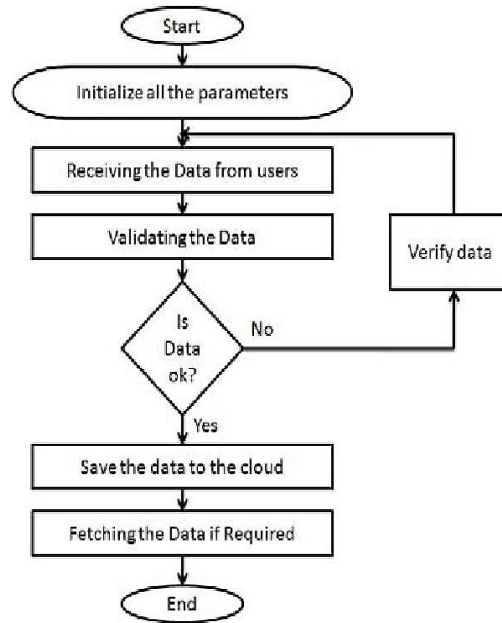 Start
Initialize all the parameters
Receiving the Data from users
Validating the Data
Verify data
Is
Data
ok?
No
Yes
Save the data to the cloud
Fetching the Data if Required
End